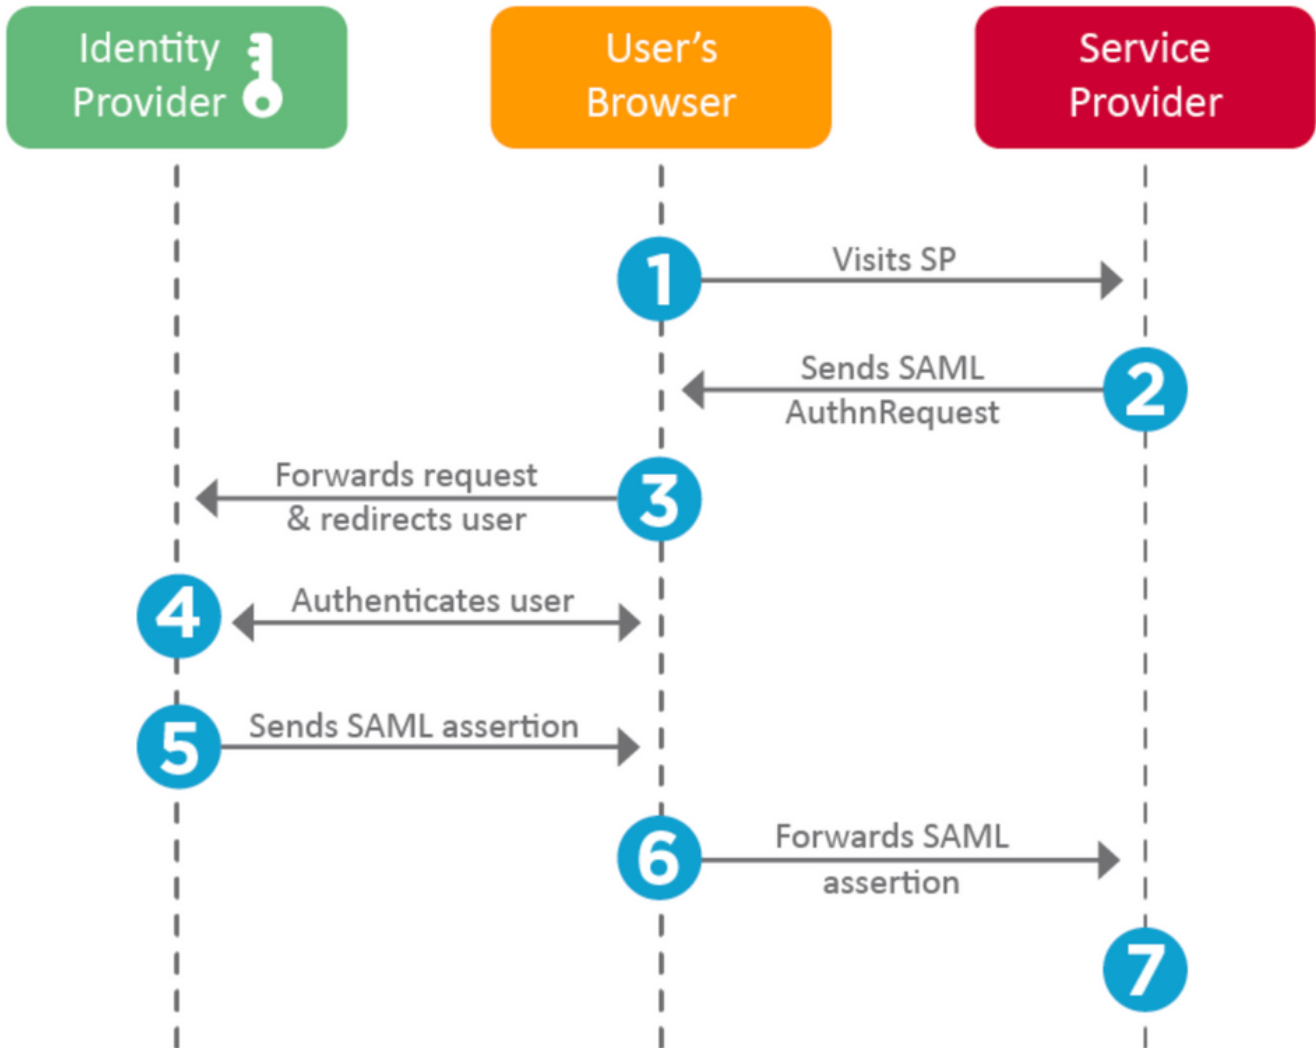 Identity
Provider
User’s
Browser
Service
Provider
1
Visits SP
Sends SAML
AuthnRequest
2
Forwards request
& redirects user
3
4
Authenticates user
5
Sends SAML assertion
6
Forwards SAML
assertion
7